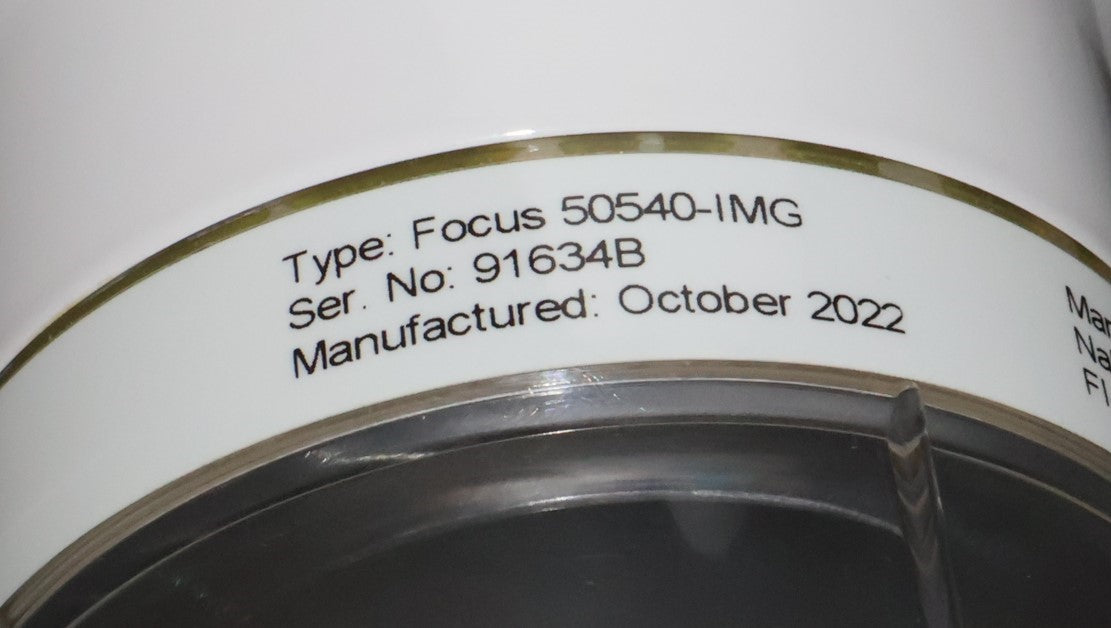 Type: Focus 50540-IMG
Ser. No: 91634B
Manufactured: October 2022